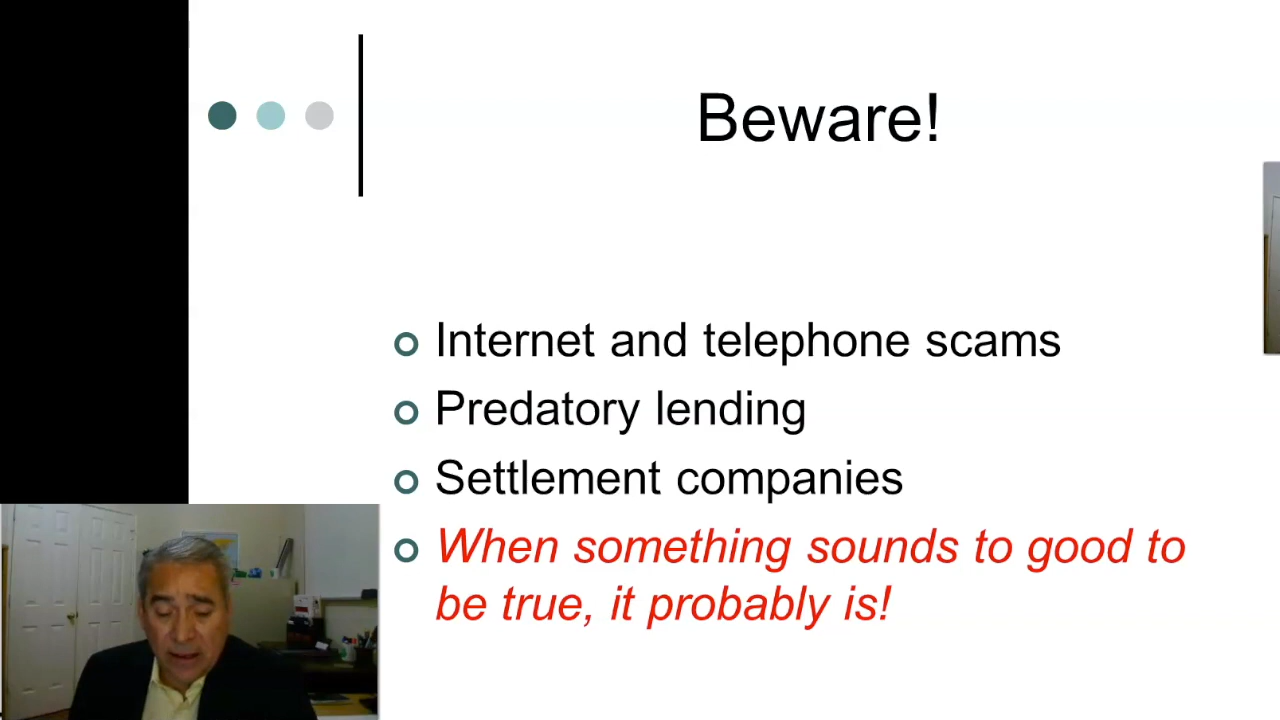 Beware!
Internet and telephone scams
Predatory lending
Settlement companies
When something sounds to good to
be true, it probably is!